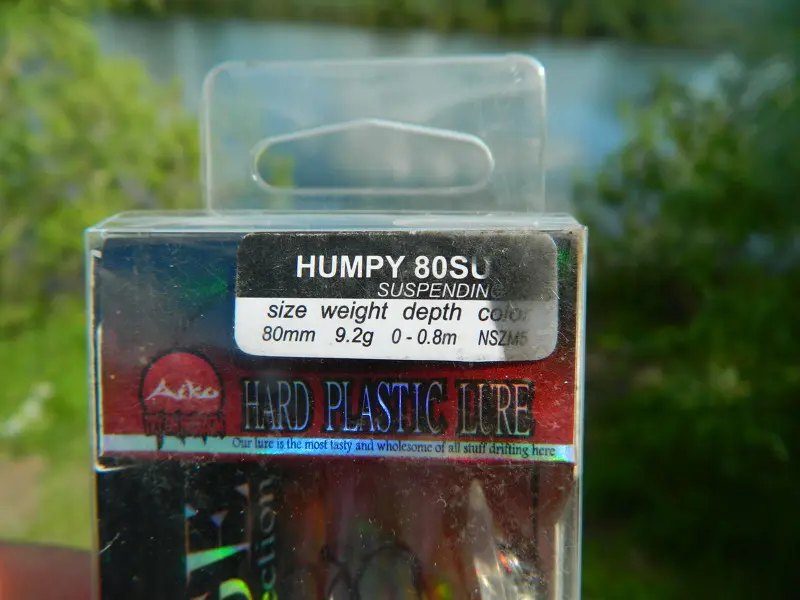 HUMPY 80SU
SUSPENDING
size weight depth color
80mm 9.2g 0 - 0.8m NSZM5
Aiko
HARD PLASTIC LURE
Our lure is the most tasty and wholesome of all stuff drifting here